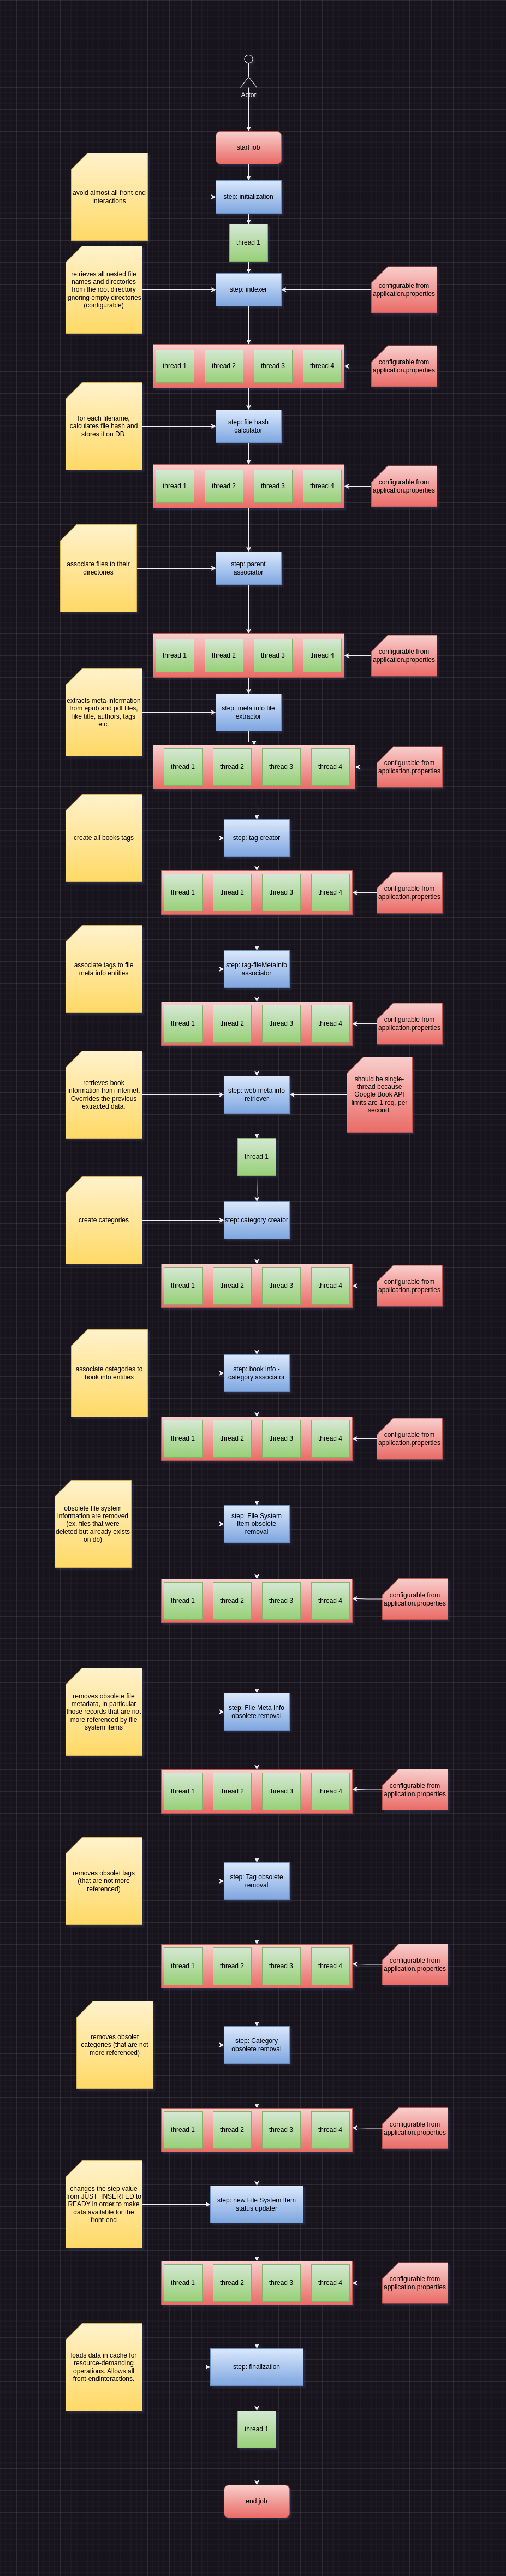 Actor
start job
avoid almost all front-end
interactions
step: initialization
thread 1
retrieves all nested file
names and directories
from the root directory
ignoring empty directories
(configurable)
step: indexer
configurable from
application.properties
thread 1
thread 2
thread 3
thread 4
configurable from
application.properties
for each filename,
calculates file hash and
stores it on DB
step: file hash
calculator
thread 1
thread 2
thread 3
thread 4
configurable from
application.properties
associate files to their
directories
step: parent
associator
thread 1
thread 2
thread 3
thread 4
configurable from
application.properties
extracts meta-information
from epub and pdf files,
like title, authors, tags
etc.
step: meta info file
extractor
thread 1
thread 2
thread 3
thread 4
configurable from
application.properties
create all books tags
step: tag creator
thread 1
thread 2
thread 3
thread 4
configurable from
application.properties
associate tags to file
meta info entities
step: tag-fileMetaInfo
associator
thread 1
thread 2
thread 3
thread 4
configurable from
application.properties
retrieves book
information from internet.
Overrides the previous
extracted data.
step: web meta info
retriever
should be single-
thread because
Google Book API
limits are 1 req. per
second.
thread 1
create categories
step: category creator
thread 1
thread 2
thread 3
thread 4
configurable from
application.properties
associate categories to
book info entities
step: book info -
category associator
thread 1
thread 2
thread 3
thread 4
configurable from
application.properties
obsolete file system
information are removed
(ex. files that were
deleted but already exists
on db)
step: File System
Item obsolete
removal
thread 1
thread 2
thread 3
thread 4
configurable from
application.properties
removes obsolete file
metadata, in particular
those records that are not
more referenced by file
system items
step: File Meta Info
obsolete removal
thread 1
thread 2
thread 3
thread 4
configurable from
application.properties
removes obsolet tags
(that are not more
referenced)
step: Tag obsolete
removal
thread 1
thread 2
thread 3
thread 4
configurable from
application.properties
removes obsolet
categories (that are not
more referenced)
step: Category
obsolete removal
thread 1
thread 2
thread 3
thread 4
configurable from
application.properties
changes the step value
from JUST_INSERTED to
READY in order to make
data available for the
front-end
step: new File System Item
status updater
thread 1
thread 2
thread 3
thread 4
configurable from
application.properties
loads data in cache for
resource-demanding
operations. Allows all
front-endinteractions.
step: finalization
thread 1
end job